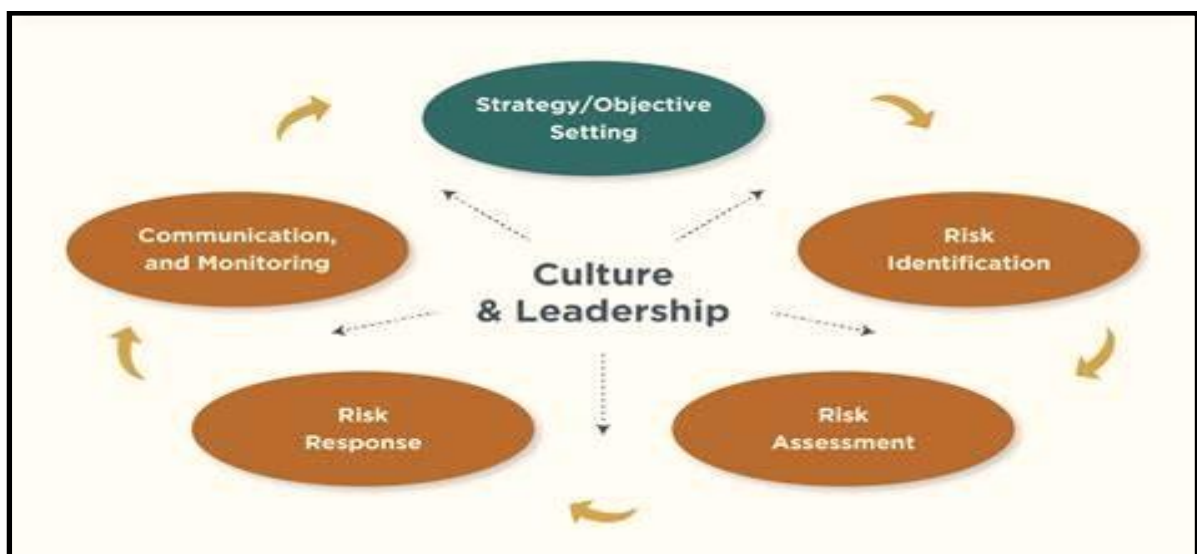 Strategy/Objective
Setting
Risk
Identification
Risk
Assessment
Risk
Response
Communication,
and Monitoring
Culture
& Leadership